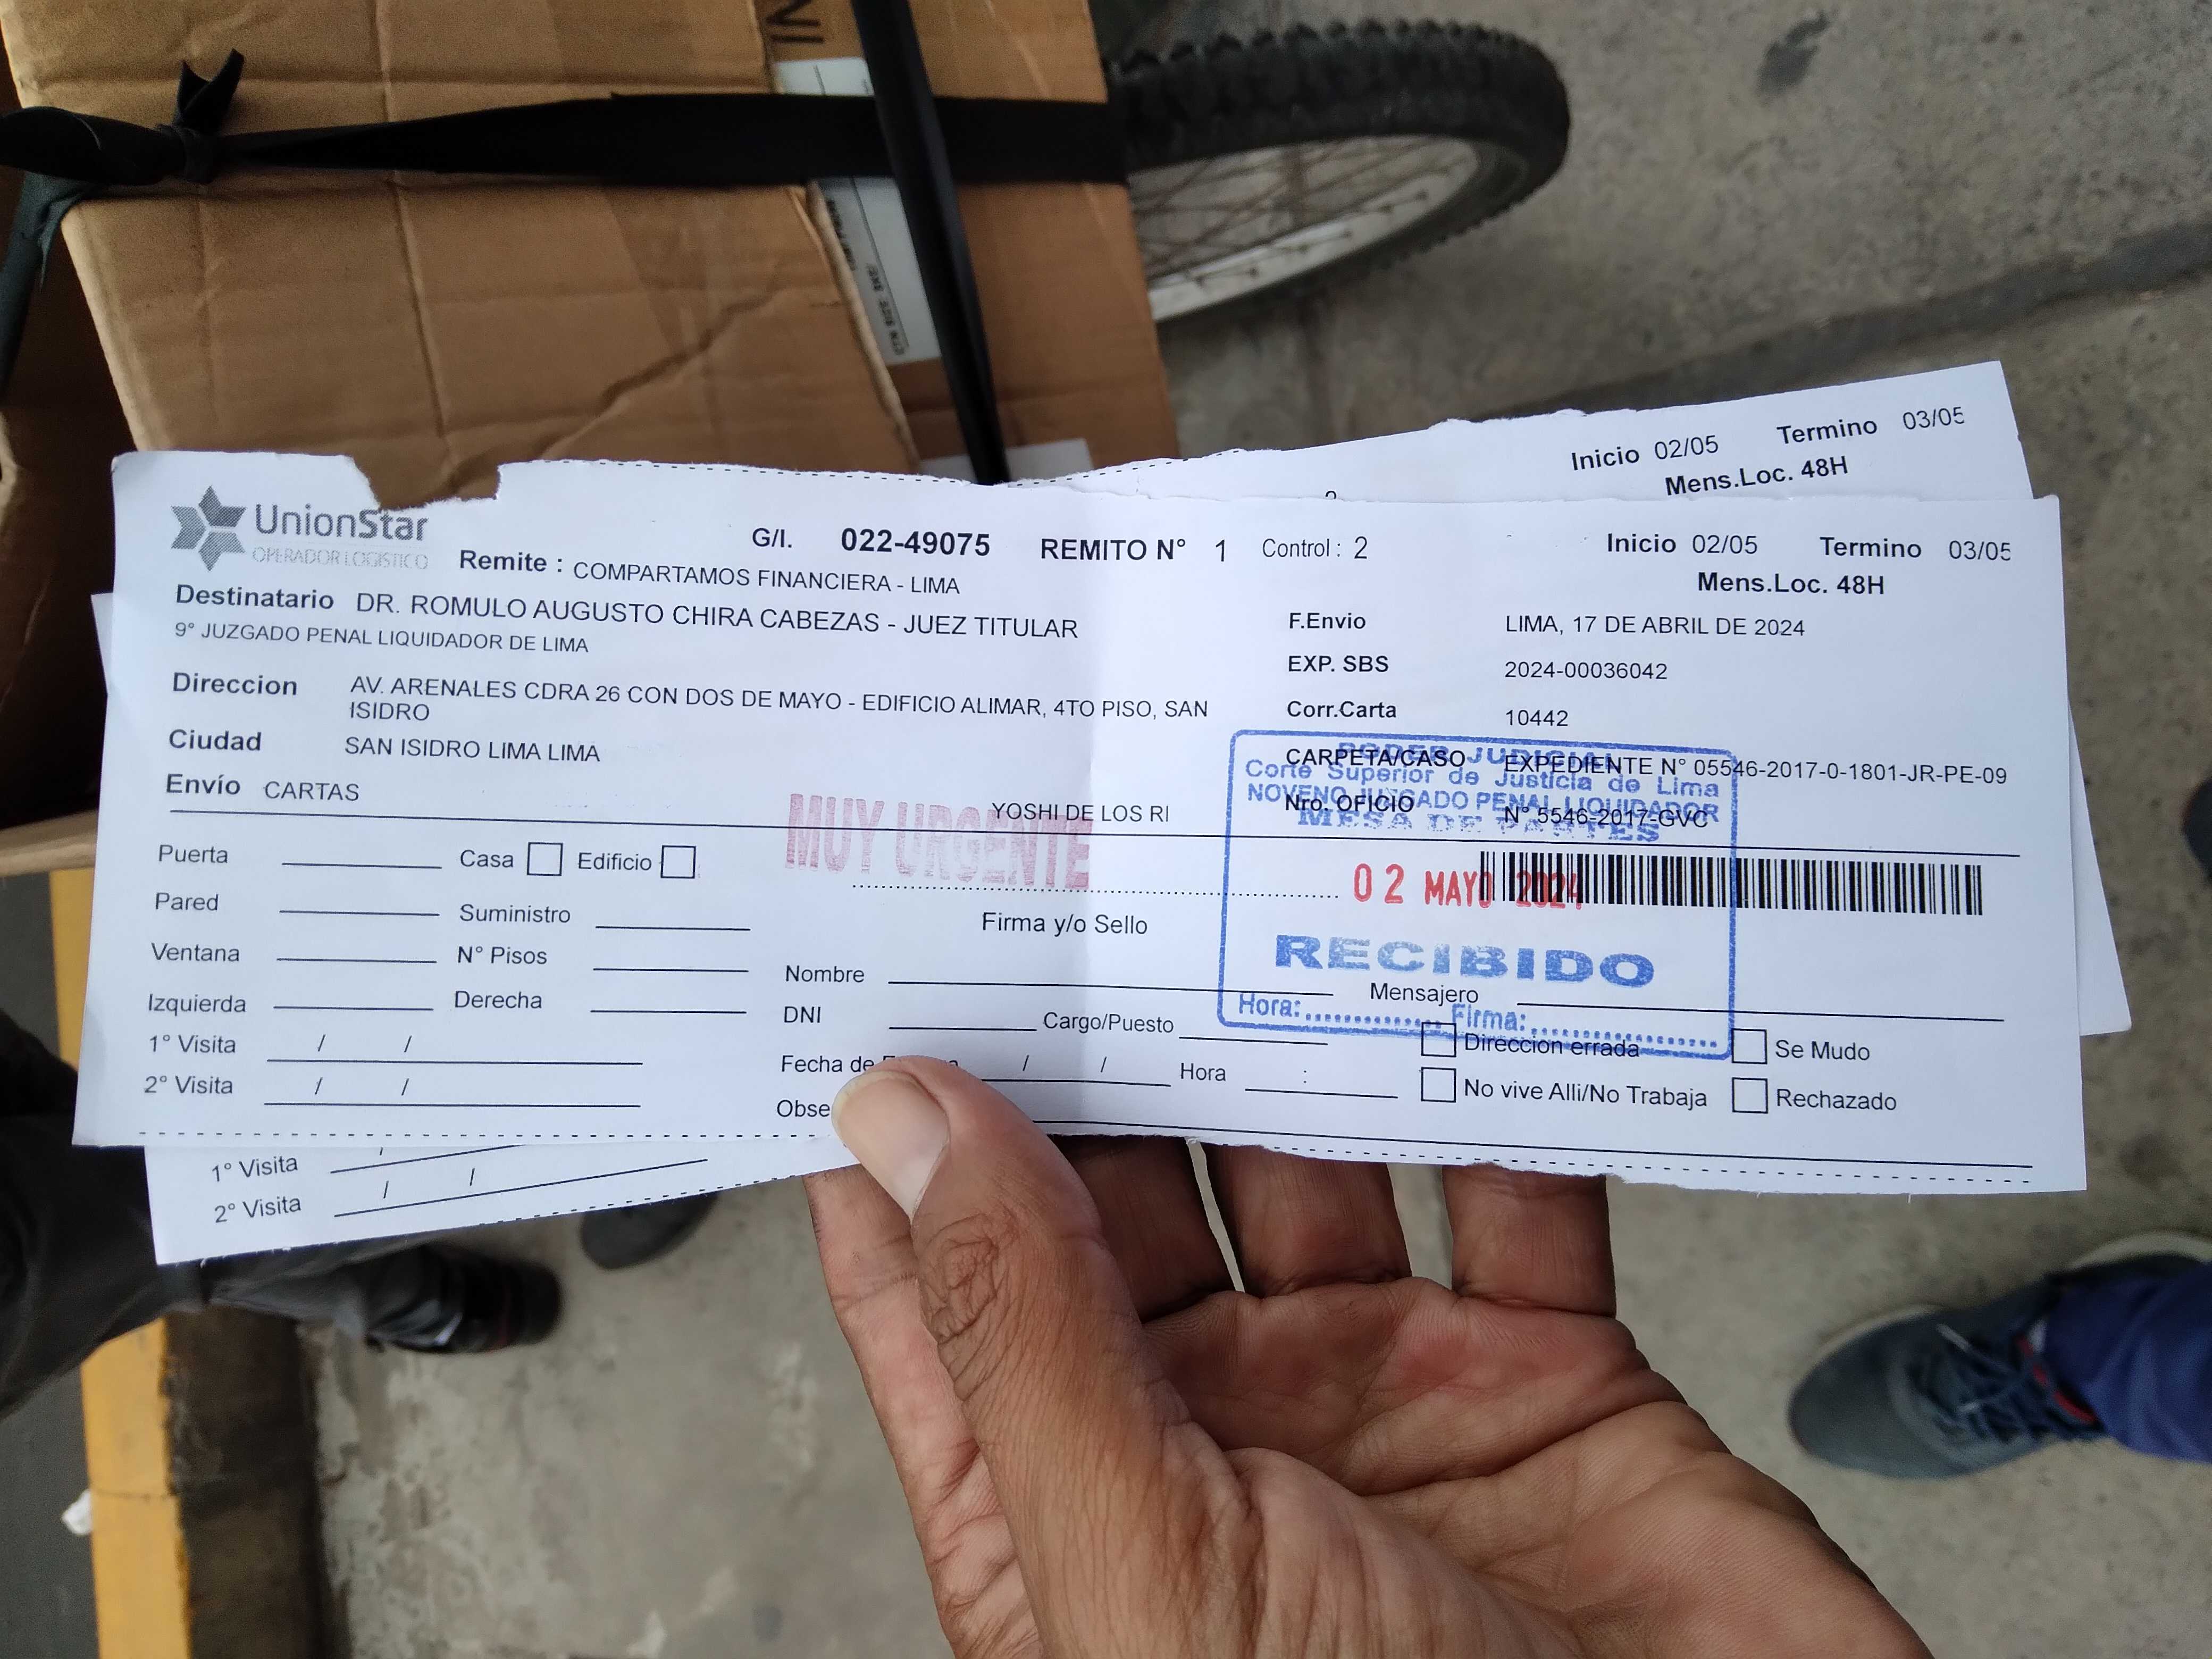 UnionStar
OPERADOR LOGISTICO
G/I. 022-49075 REMITO N° 1 Control : 2
Inicio 02/05 Termino 03/05
Mens.Loc. 48H
Inicio 02/05 Termino 03/05
Mens.Loc. 48H
Remite : COMPARTAMOS FINANCIERA - LIMA
Destinatario DR. ROMULO AUGUSTO CHIRA CABEZAS - JUEZ TITULAR
9° JUZGADO PENAL LIQUIDADOR DE LIMA
Direccion AV. ARENALES CDRA 26 CON DOS DE MAYO - EDIFICIO ALIMAR, 4TO PISO, SAN
ISIDRO
Ciudad SAN ISIDRO LIMA LIMA
Envío CARTAS
F.Envio LIMA, 17 DE ABRIL DE 2024
EXP. SBS 2024-00036042
Corr.Carta 10442
CARPETA/CASO EXPEDIENTE N° 05546-2017-0-1801-JR-PE-09
Nro. OFICIO N° 5546-2017-GVC
YOSHI DE LOS RI
MUY URGENTE
PODER JUDICIAL
Corte Superior de Justicia de Lima
NOVENO JUZGADO PENAL LIQUIDADOR
MESA DE PARTES
02 MAYO 2024
RECIBIDO
Hora: Firma:
Puerta Casa Edificio
Pared Suministro
Ventana N° Pisos
Izquierda Derecha
1° Visita / /
2° Visita / /
Firma y/o Sello
Nombre Mensajero
DNI Cargo/Puesto
Fecha de / / Hora :
Direccion errada Se Mudo
No vive Alli/No Trabaja Rechazado
1° Visita /
2° Visita / /